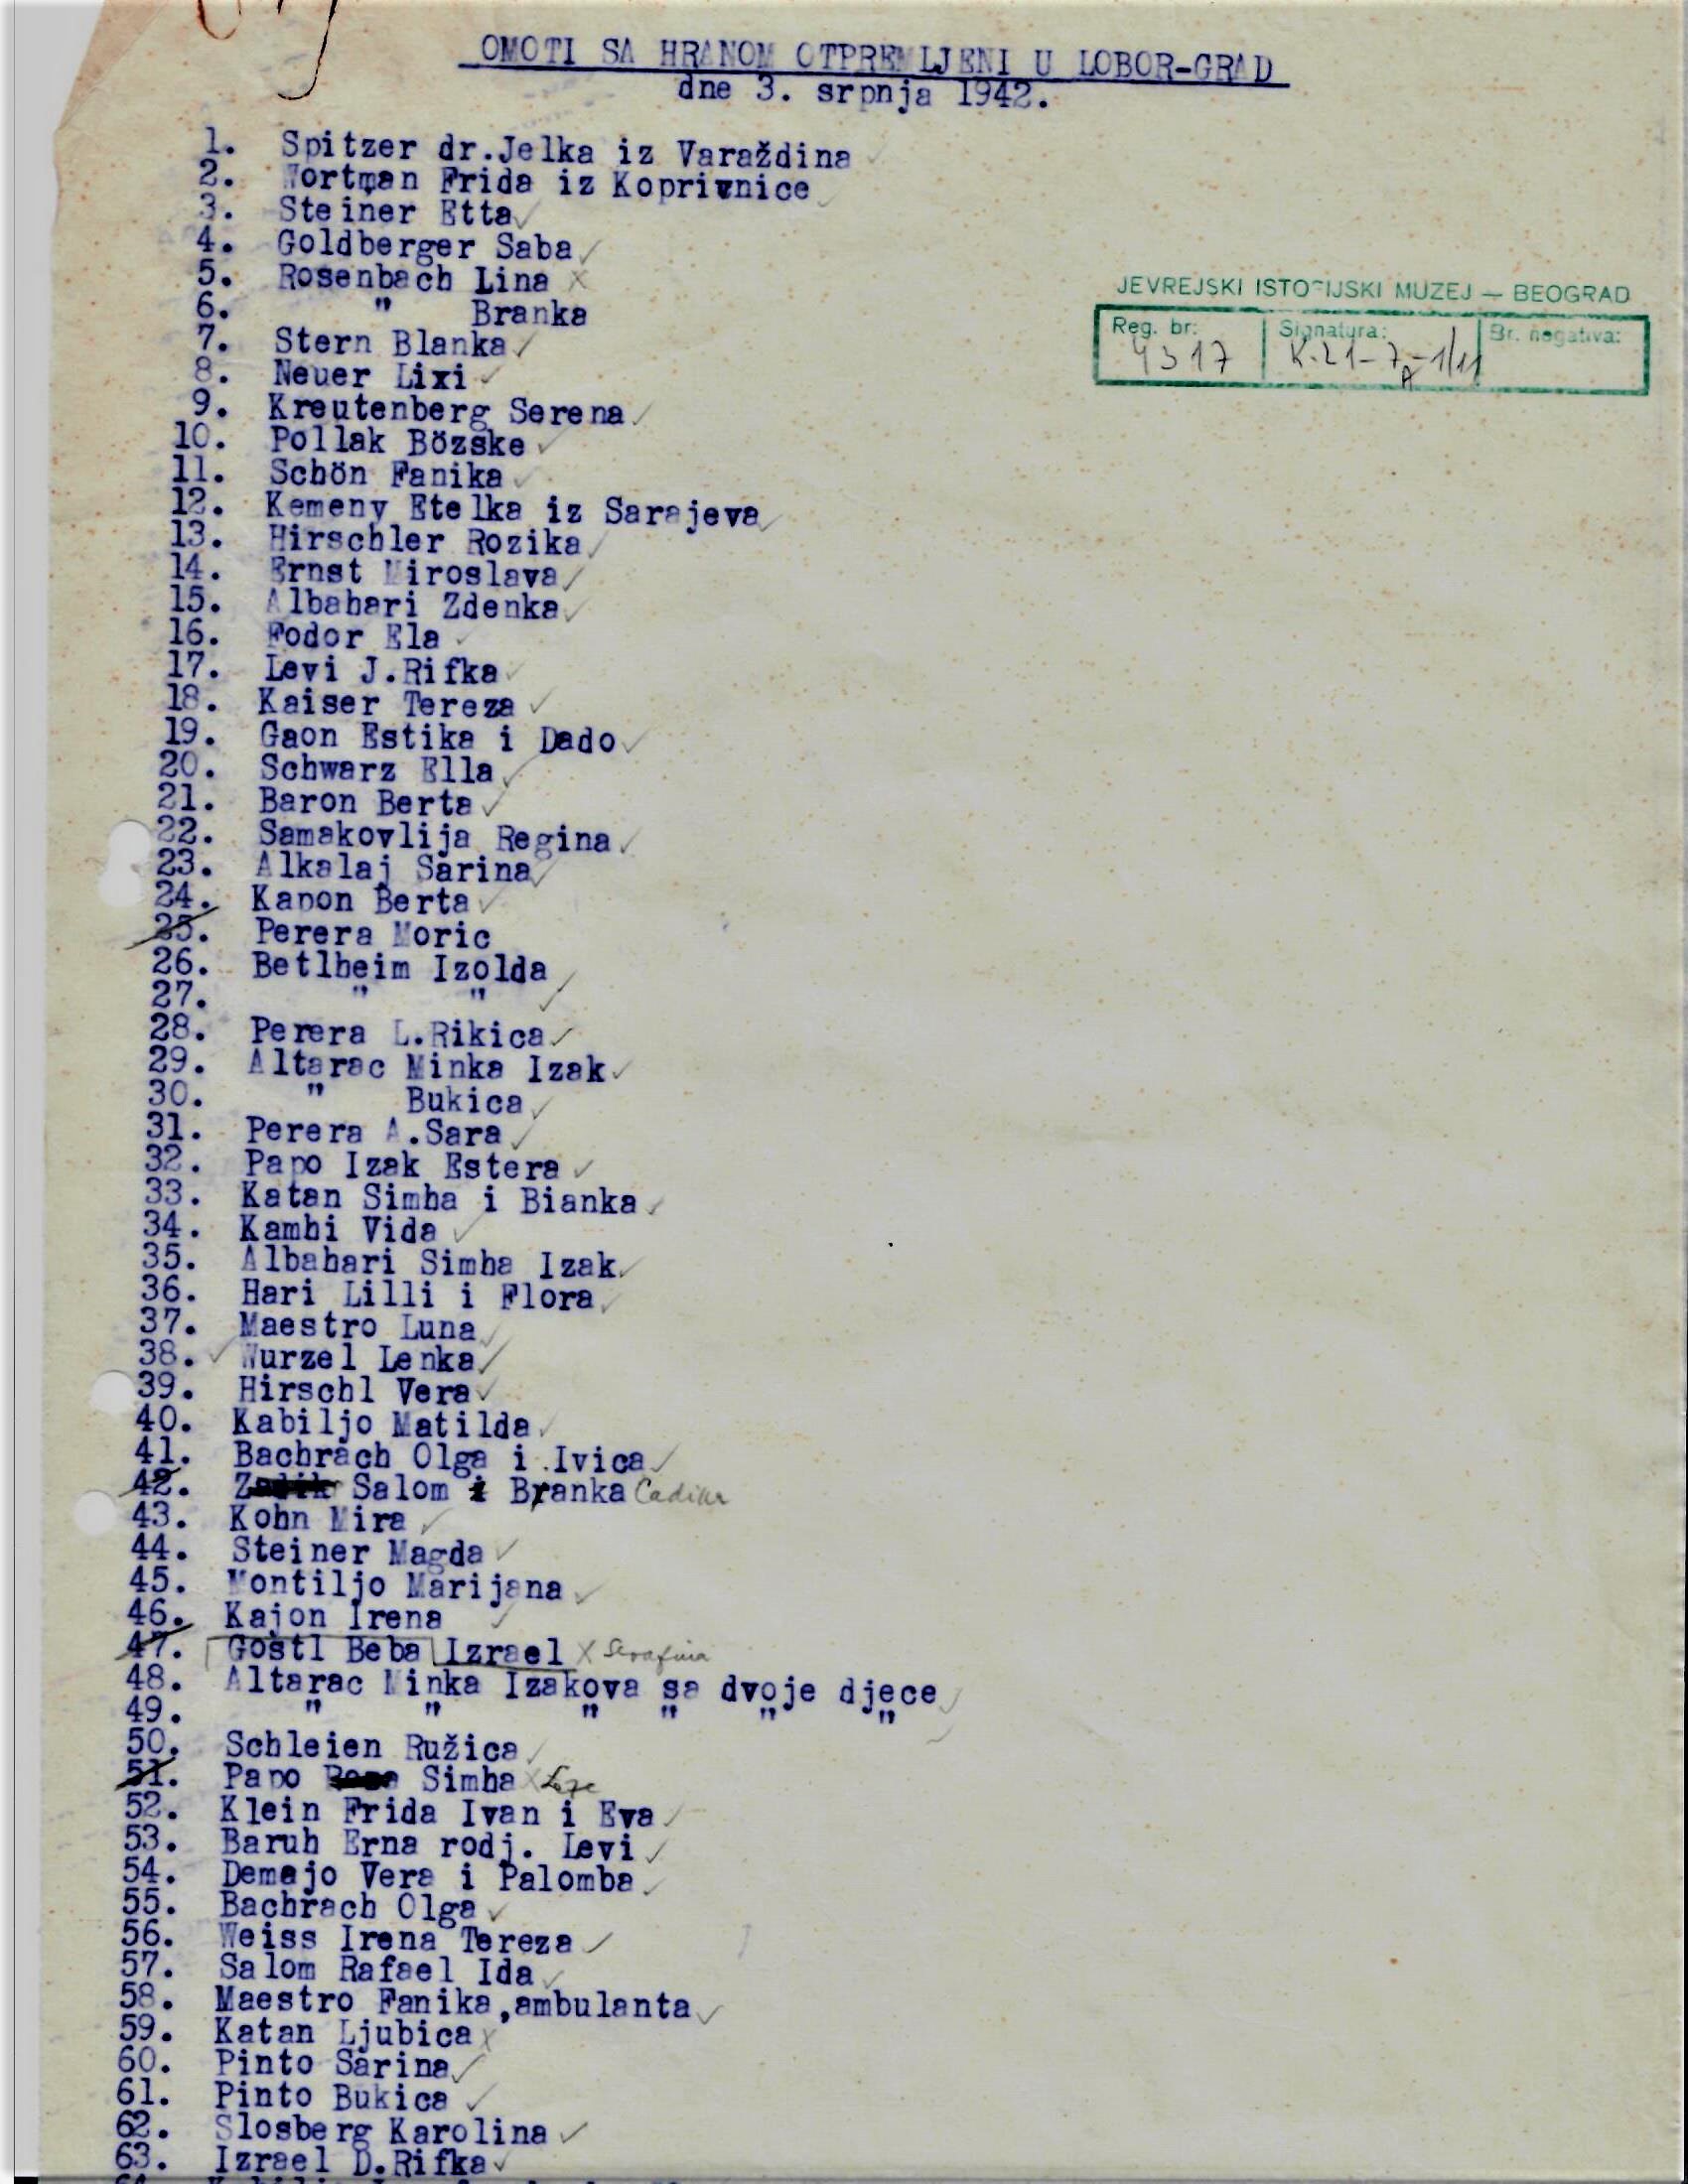 OMOTI SA HRANOM OTPREMLJENI U LOBOR-GRAD
dne 3. srpnja 1942.
1. Spitzer dr.Jelka iz Varaždina
2. Wortman Frida iz Koprivnice
3. Steiner Etta
4. Goldberger Saba
5. Rosenbach Lina
6. " Branka
7. Stern Blanka
8. Neuer Lixi
9. Kreutenberg Serena
10. Pollak Bözske
11. Schön Fanika
12. Kemeny Etelka iz Sarajeva
13. Hirschler Rozika
14. Ernst Miroslava
15. Albahari Zdenka
16. Fodor Ela
17. Levi J.Rifka
18. Kaiser Tereza
19. Gaon Estika i Dado
20. Schwarz Ella
21. Baron Berta
22. Samakovlija Regina
23. Alkalaj Sarina
24. Kapon Berta
25. Perera Moric
26. Betlheim Izolda
27. " "
28. Perera L.Rikica
29. Altarac Minka Izak
30. " Bukica
31. Perera A.Sara
32. Papo Izak Estera
33. Katan Simha i Bianka
34. Kamhi Vida
35. Albahari Simha Izak
36. Hari Lilli i Flora
37. Maestro Luna
38. Wurzel Lenka
39. Hirschl Vera
40. Kabiljo Matilda
41. Bachrach Olga i Ivica
42. Salom i Branka Cadikа
43. Kohn Mira
44. Steiner Magda
45. Montiljo Marijana
46. Kajon Irena
47. Gostl Beba Izrael x Serafina
48. Altarac Minka Izakova sa dvoje djece
49. " " " " " "
50. Schleien Ružica
51. Papo Simha
52. Klein Frida Ivan i Eva
53. Baruh Erna rodj. Levi
54. Demajo Vera i Palomba
55. Bachrach Olga
56. Weiss Irena Tereza
57. Salom Rafael Ida
58. Maestro Fanika,ambulanta
59. Katan Ljubica
60. Pinto Sarina
61. Pinto Bukica
62. Slosberg Karolina
63. Izrael D.Rifka
JEVREJSKI ISTORIJSKI MUZEJ — BEOGRAD
Reg. br: Signatura: Br. negativa:
4317 K.21-7A-1/11